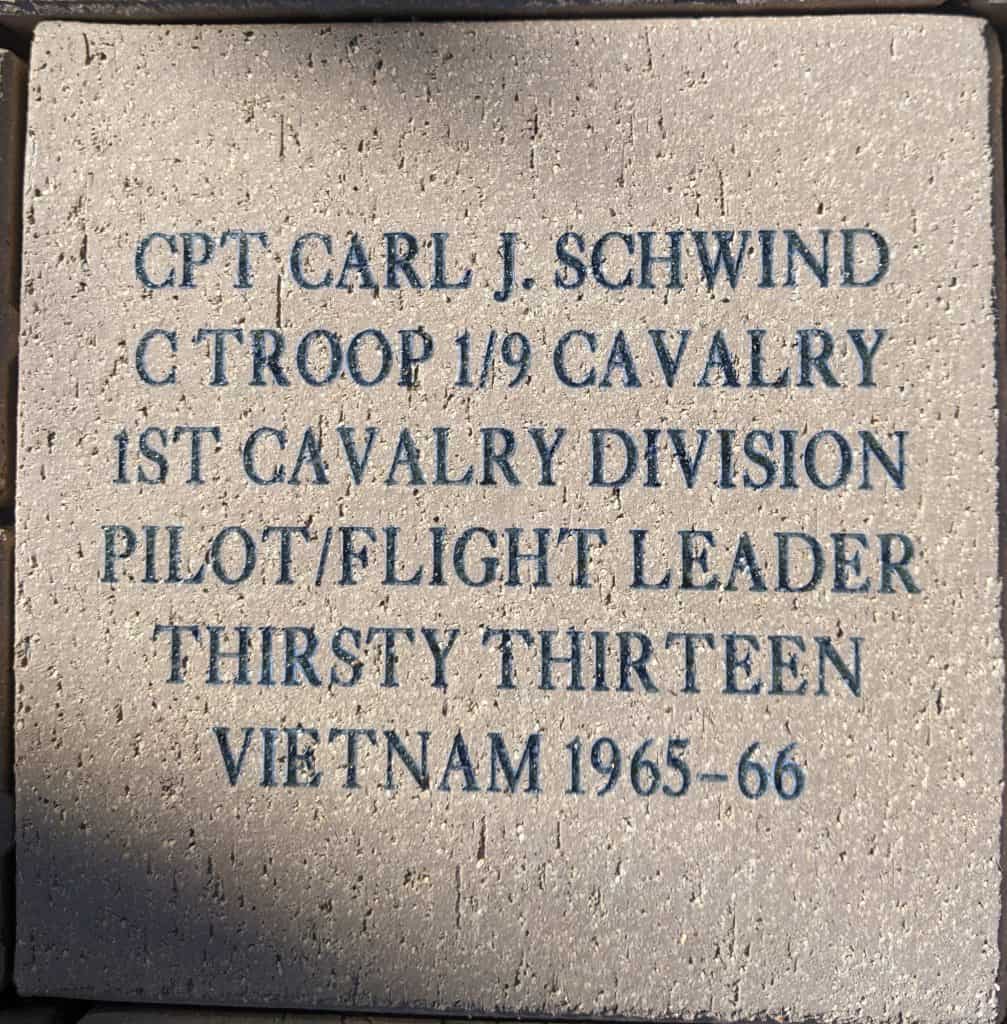 CPT CARL J. SCHWIND
C TROOP 1/9 CAVALRY
1ST CAVALRY DIVISION
PILOT/FLIGHT LEADER
THIRSTY THIRTEEN
VIETNAM 1965-66